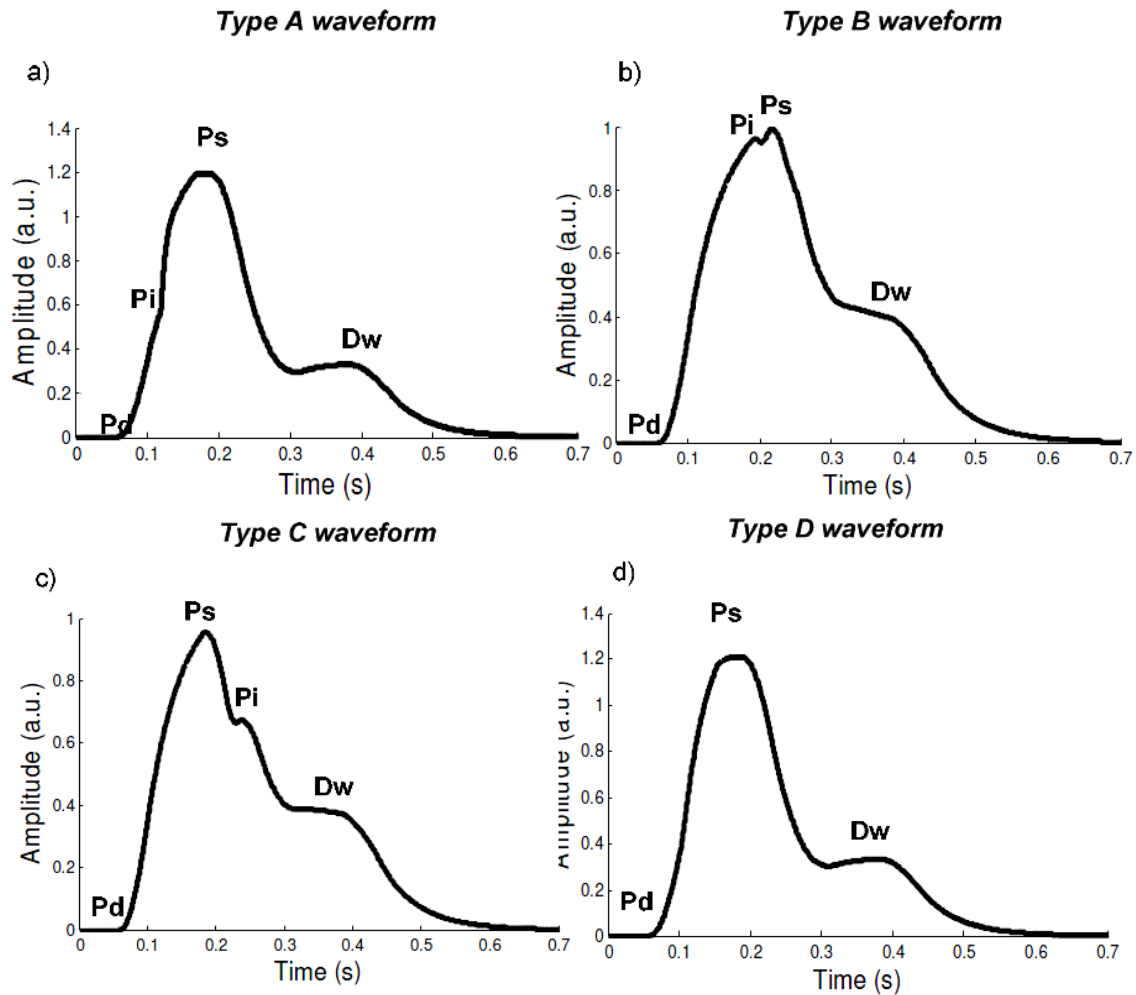 Type A waveform
Type B waveform
a)
b)
Amplitude (a.u.)
1.4
1.2
1
0.8
0.6
0.4
0.2
0
Ps
Pi
Dw
Pd
0 0.1 0.2 0.3 0.4 0.5 0.6 0.7
Time (s)
Amplitude (a.u.)
1
0.8
0.6
0.4
0.2
0
Ps
Pi
Dw
Pd
0 0.1 0.2 0.3 0.4 0.5 0.6 0.7
Time (s)
Type C waveform
Type D waveform
c)
d)
Amplitude (a.u.)
1
0.8
0.6
0.4
0.2
0
Ps
Pi
Dw
Pd
0 0.1 0.2 0.3 0.4 0.5 0.6 0.7
Time (s)
Amplitude (a.u.)
1.4
1.2
1
0.8
0.6
0.4
0.2
0
Ps
Dw
Pd
0 0.1 0.2 0.3 0.4 0.5 0.6 0.7
Time (s)